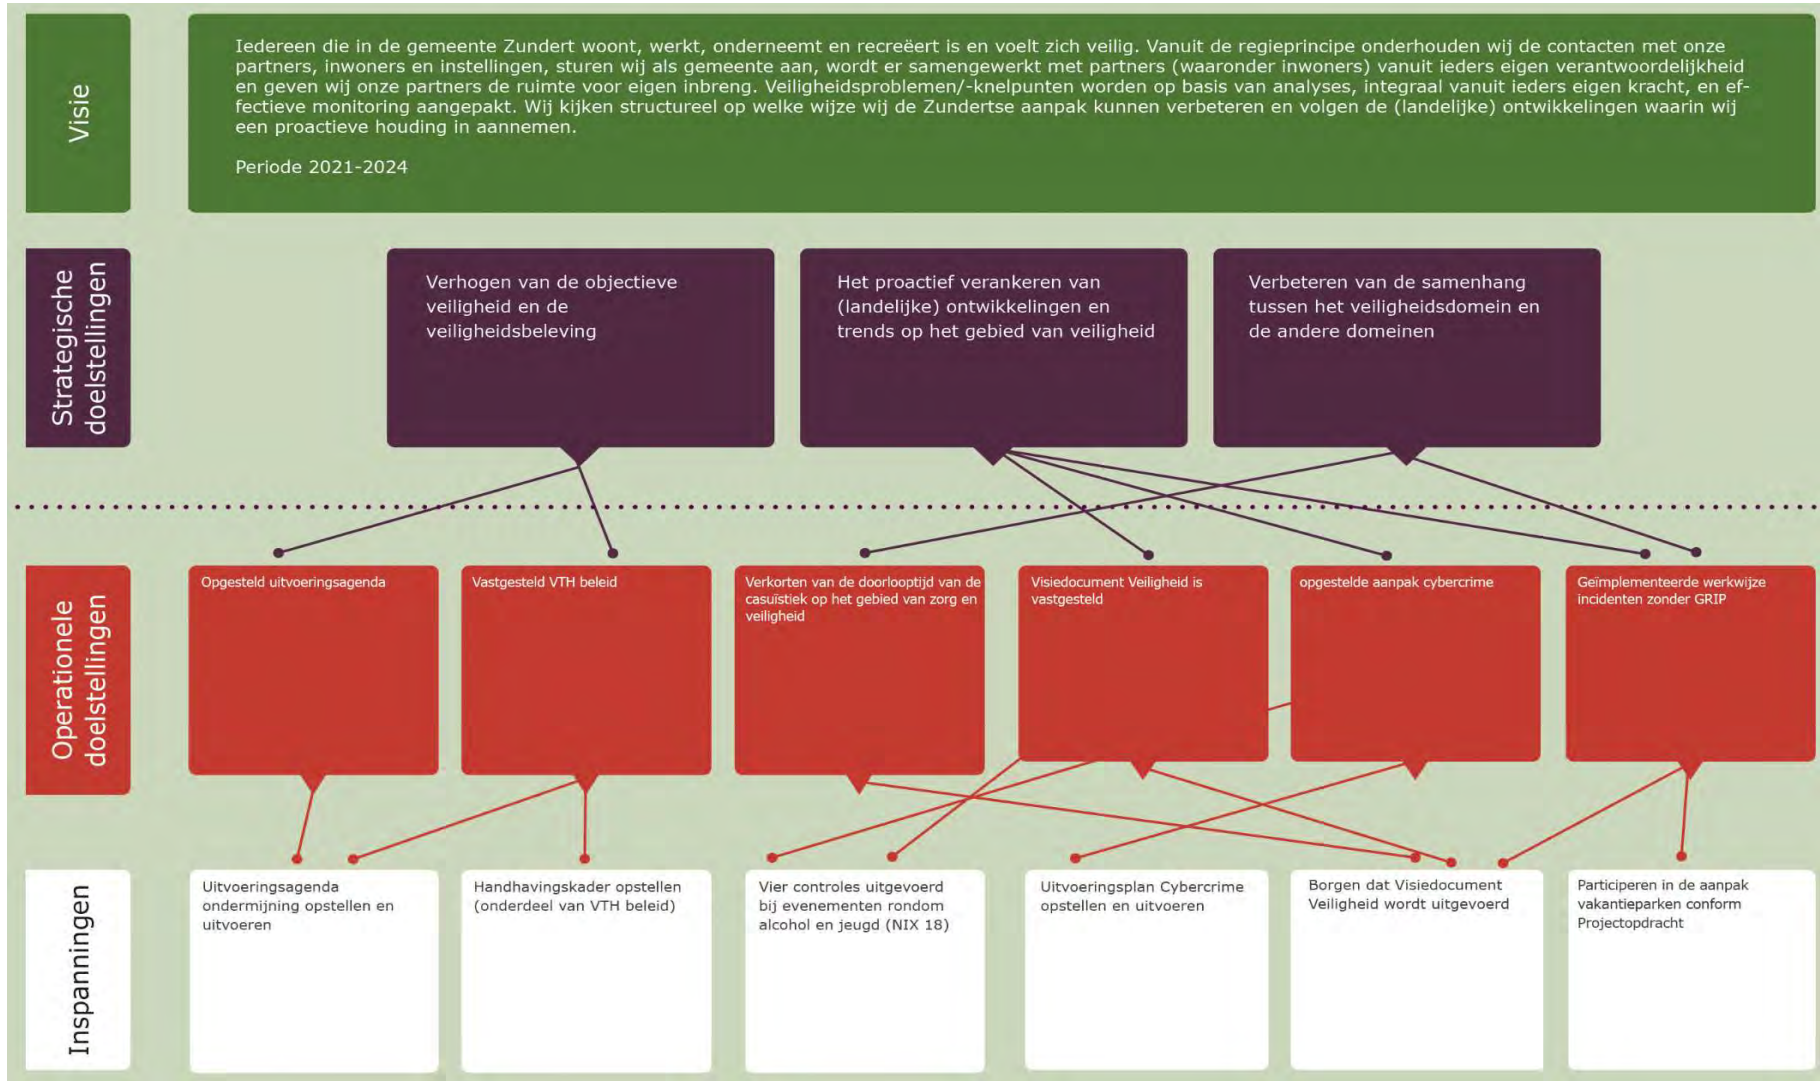 Visie
Iedereen die in de gemeente Zundert woont, werkt, onderneemt en recreëert is en voelt zich veilig. Vanuit de regieprincipe onderhouden wij de contacten met onze
partners, inwoners en instellingen, sturen wij als gemeente aan, wordt er samengewerkt met partners (waaronder inwoners) vanuit ieders eigen verantwoordelijkheid
en geven wij onze partners de ruimte voor eigen inbreng. Veiligheidsproblemen/-knelpunten worden op basis van analyses, integraal vanuit ieders eigen kracht, en ef-
fectieve monitoring aangepakt. Wij kijken structureel op welke wijze wij de Zundertse aanpak kunnen verbeteren en volgen de (landelijke) ontwikkelingen waarin wij
een proactieve houding in aannemen.
Periode 2021-2024
Strategische
doelstellingen
Verhogen van de objectieve
veiligheid en de
veiligheidsbeleving
Het proactief verankeren van
(landelijke) ontwikkelingen en
trends op het gebied van veiligheid
Verbeteren van de samenhang
tussen het veiligheidsdomein en
de andere domeinen
Operationele
doelstellingen
Opgesteld uitvoeringsagenda
Vastgesteld VTH beleid
Verkorten van de doorlooptijd van de
casuïstiek op het gebied van zorg en
veiligheid
Visiedocument Veiligheid is
vastgesteld
opgestelde aanpak cybercrime
Geïmplementeerde werkwijze
incidenten zonder GRIP
Inspanningen
Uitvoeringsagenda
ondermijning opstellen en
uitvoeren
Handhavingskader opstellen
(onderdeel van VTH beleid)
Vier controles uitgevoerd
bij evenementen rondom
alcohol en jeugd (NIX 18)
Uitvoeringsplan Cybercrime
opstellen en uitvoeren
Borgen dat Visiedocument
Veiligheid wordt uitgevoerd
Participeren in de aanpak
vakantieparken conform
Projectopdracht